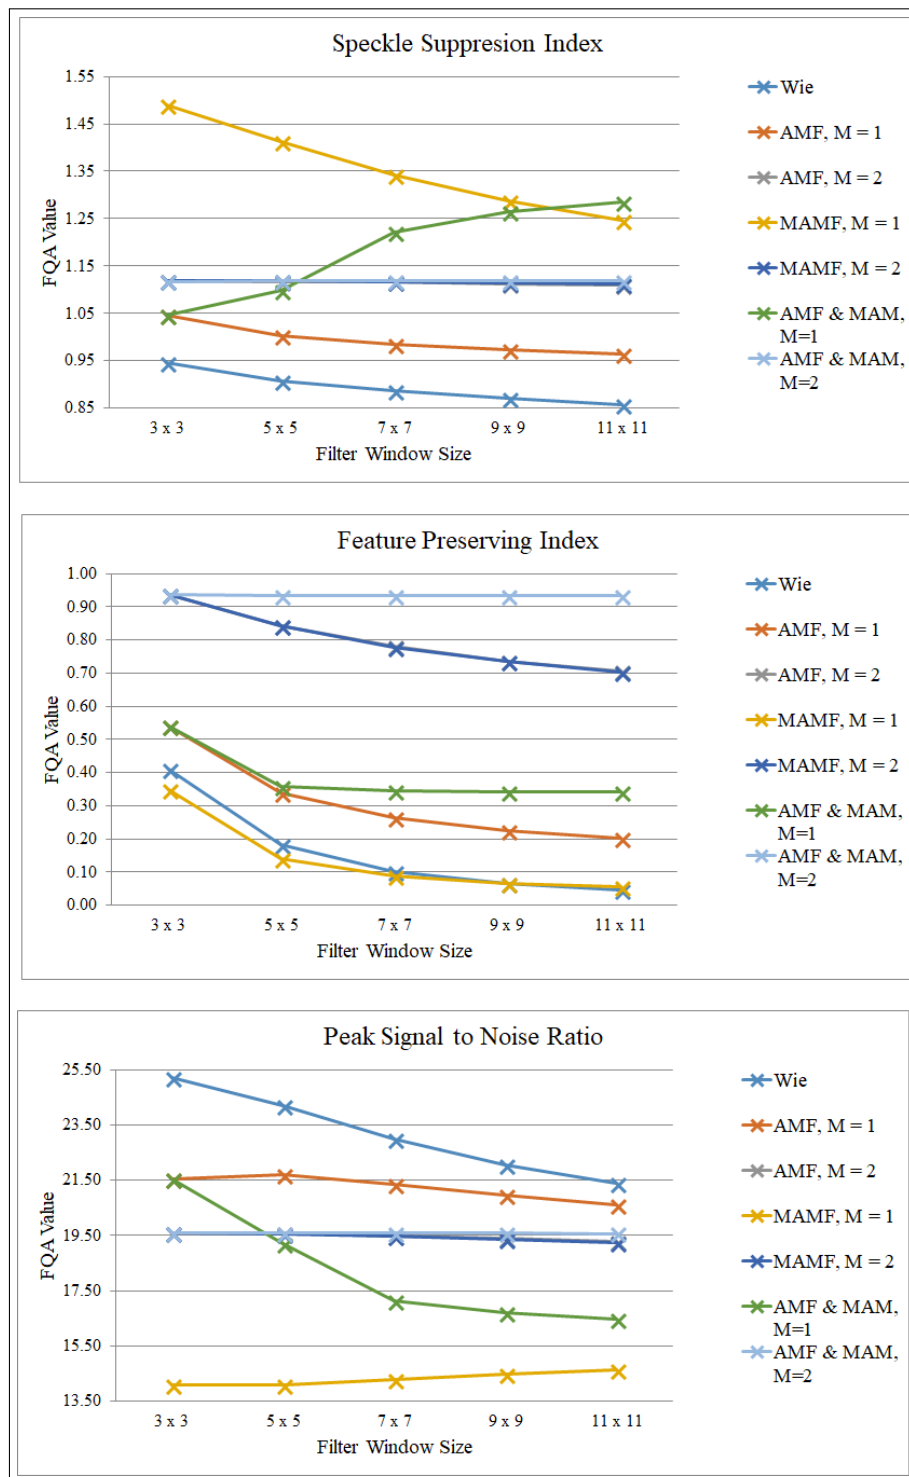 Speckle Suppresion Index
1.55
1.45
1.35
1.25
1.15
1.05
0.95
0.85
FQA Value
3 x 3 5 x 5 7 x 7 9 x 9 11 x 11
Filter Window Size
Wie
AMF, M = 1
AMF, M = 2
MAMF, M = 1
MAMF, M = 2
AMF & MAM,
M=1
AMF & MAM,
M=2
Feature Preserving Index
1.00
0.90
0.80
0.70
0.60
0.50
0.40
0.30
0.20
0.10
0.00
FQA Value
3 x 3 5 x 5 7 x 7 9 x 9 11 x 11
Filter Window Size
Wie
AMF, M = 1
AMF, M = 2
MAMF, M = 1
MAMF, M = 2
AMF & MAM,
M=1
AMF & MAM,
M=2
Peak Signal to Noise Ratio
25.50
23.50
21.50
19.50
17.50
15.50
13.50
FQA Value
3 x 3 5 x 5 7 x 7 9 x 9 11 x 11
Filter Window Size
Wie
AMF, M = 1
AMF, M = 2
MAMF, M = 1
MAMF, M = 2
AMF & MAM,
M=1
AMF & MAM,
M=2